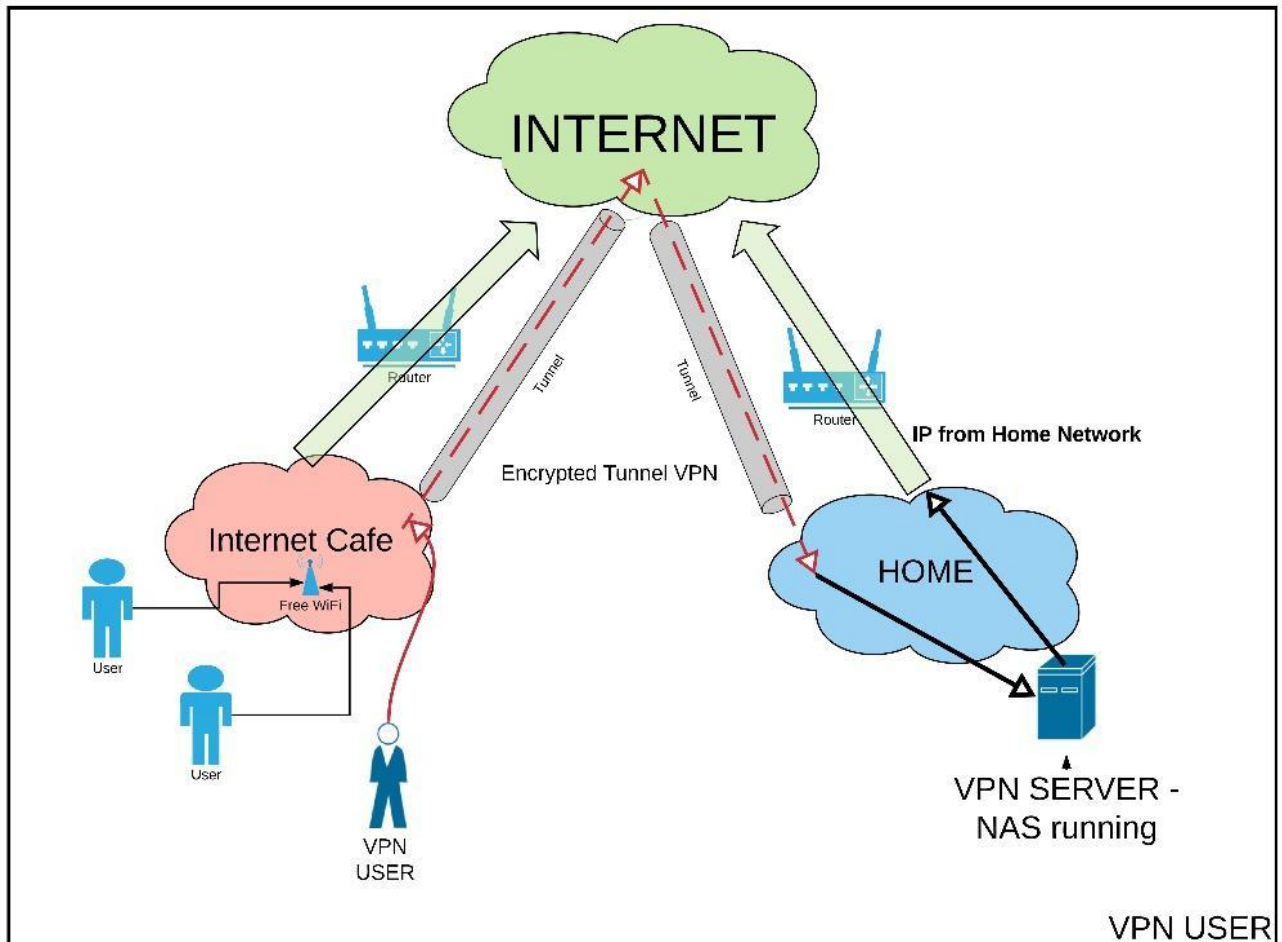 INTERNET
Router
Tunnel
Tunnel
Router
IP from Home Network
Encrypted Tunnel VPN
Internet Cafe
Free WiFi
HOME
User
User
VPN
USER
VPN SERVER -
NAS running
VPN USER